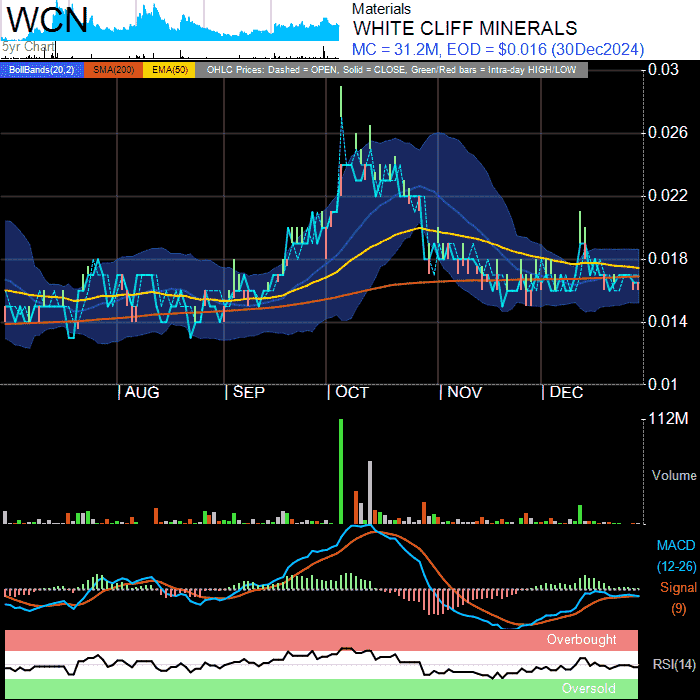 WCN
5yr Chart
Materials
WHITE CLIFF MINERALS
MC = 31.2M, EOD = $0.016 (30Dec2024)
BollBands(20,2) SMA(200) EMA(50) OHLC Prices: Dashed = OPEN, Solid = CLOSE, Green/Red bars = Intra-day HIGH/LOW
0.03
0.026
0.022
0.018
0.014
0.01
AUG SEP OCT NOV DEC
112M
Volume
MACD
(12-26)
Signal
(9)
Overbought
RSI(14)
Oversold